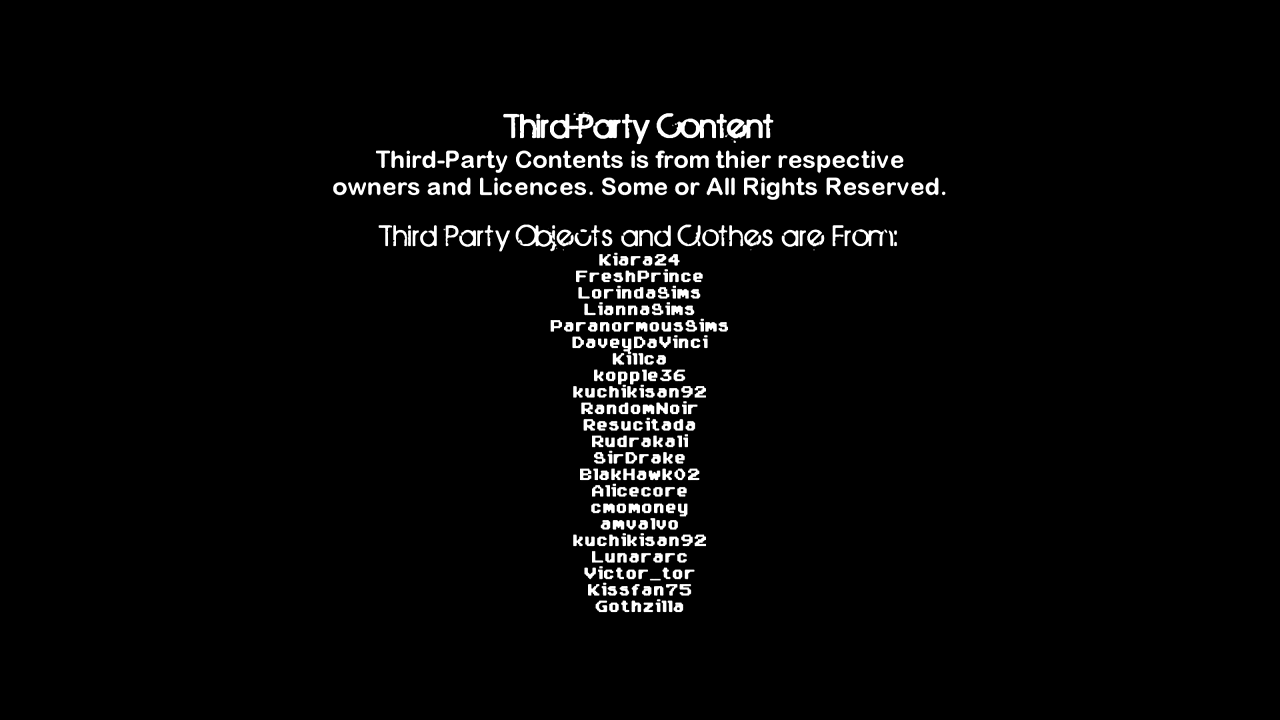 Third-Party Content
Third-Party Contents is from thier respective
owners and Licences. Some or All Rights Reserved.
Third Party Objects and Clothes are From:
Kiara24
FreshPrince
LorindaSims
LiannaSims
ParanormousSims
DaveyDaVinci
Killca
kopple36
kuchikisan92
RandomNoir
Resucitada
Rudrakali
SirDrake
BlakHawk02
Alicecore
cmomoney
amvalvo
kuchikisan92
Lunararc
Victor_tor
Kissfan75
Gothzilla